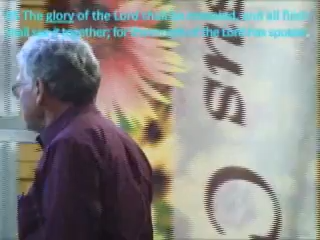 The glory of the Lord shall be revealed, and all flesh
shall see it together; for the mouth of the Lord has spoken.
sus
C